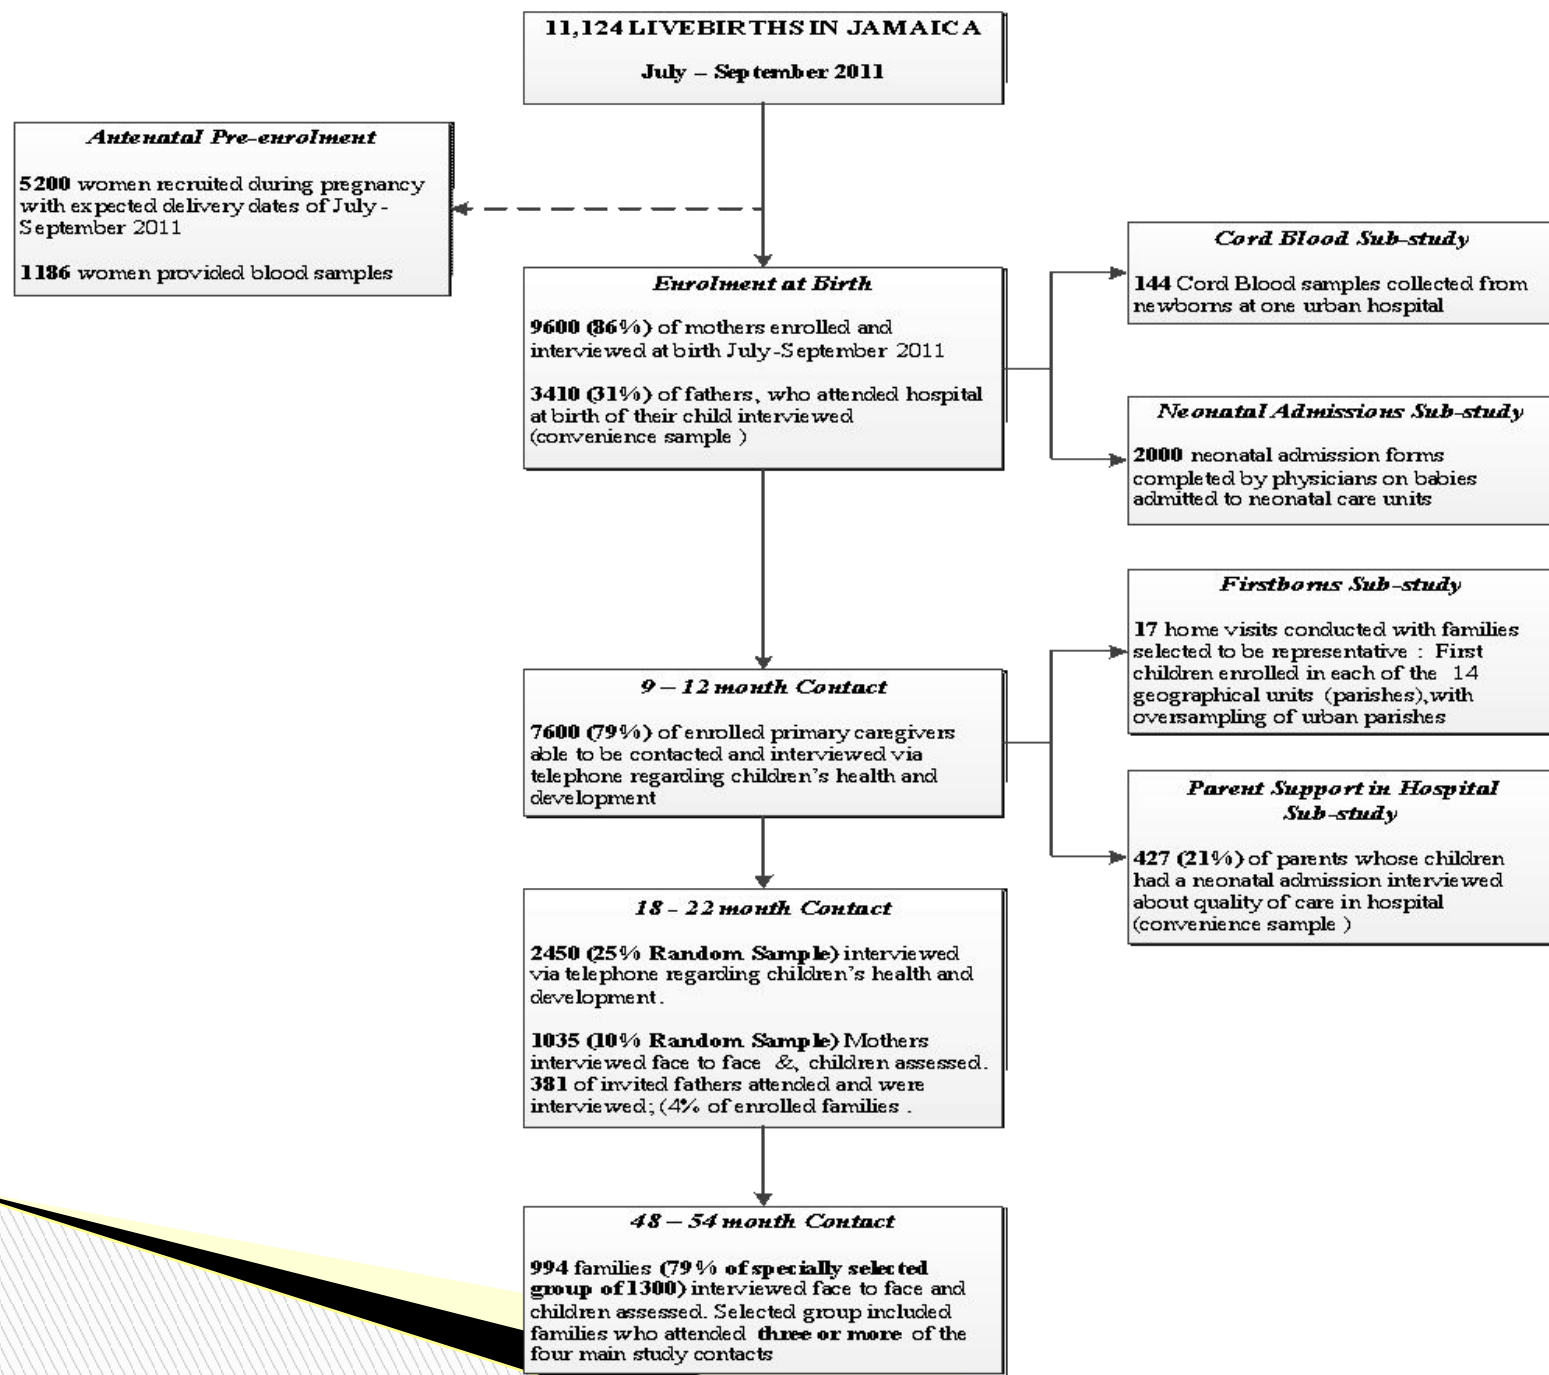 11,124 LIVEBIRTHS IN JAMAICA
July – September 2011
Antenatal Pre-enrolment
5200 women recruited during pregnancy
with expected delivery dates of July -
September 2011
1186 women provided blood samples
Enrolment at Birth
9600 (86%) of mothers enrolled and
interviewed at birth July-September 2011
3410 (31%) of fathers, who attended hospital
at birth of their child interviewed
(convenience sample )
Cord Blood Sub-study
144 Cord Blood samples collected from
newborns at one urban hospital
Neonatal Admissions Sub-study
2000 neonatal admission forms
completed by physicians on babies
admitted to neonatal care units
Firstborns Sub-study
17 home visits conducted with families
selected to be representative : First
children enrolled in each of the 14
geographical units (parishes),with
oversampling of urban parishes
9 – 12 month Contact
7600 (79%) of enrolled primary caregivers
able to be contacted and interviewed via
telephone regarding children's health and
development
Parent Support in Hospital
Sub-study
427 (21%) of parents whose children
had a neonatal admission interviewed
about quality of care in hospital
(convenience sample )
18 - 22 month Contact
2450 (25% Random Sample) interviewed
via telephone regarding children's health and
development.
1035 (10% Random Sample) Mothers
interviewed face to face &, children assessed.
381 of invited fathers attended and were
interviewed; (4% of enrolled families .
48 – 54 month Contact
994 families (79% of specially selected
group of 1300) interviewed face to face and
children assessed. Selected group included
families who attended three or more of the
four main study contacts